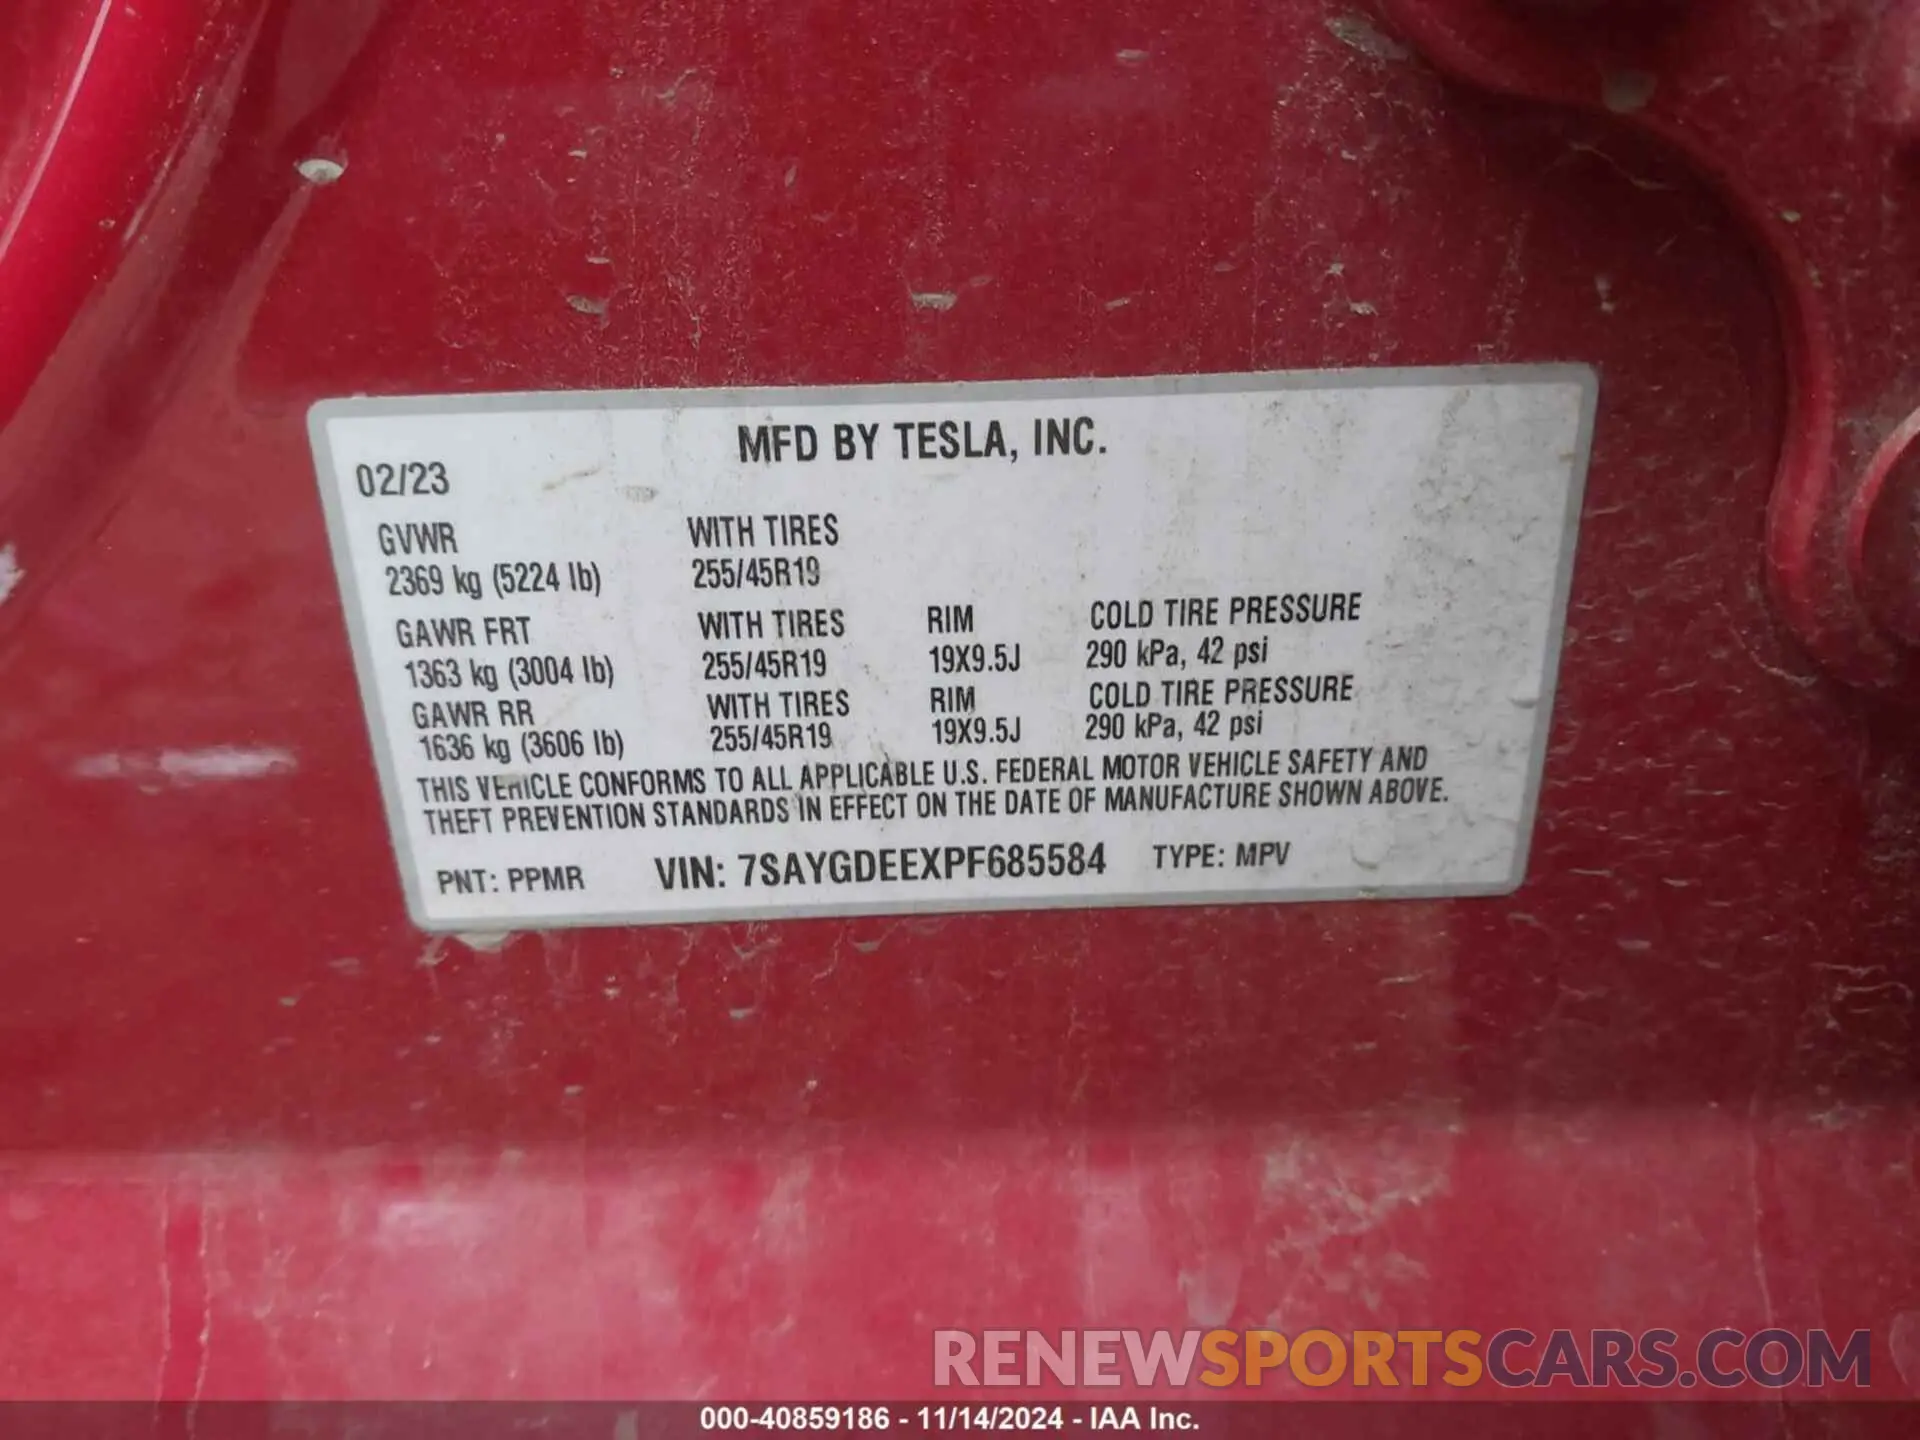 MFD BY TESLA, INC.
02/23
GVWR WITH TIRES
2369 kg (5224 lb) 255/45R19
GAWR FRT WITH TIRES RIM COLD TIRE PRESSURE
1363 kg (3004 lb) 255/45R19 19X9.5J 290 kPa, 42 psi
GAWR RR WITH TIRES RIM COLD TIRE PRESSURE
1636 kg (3606 lb) 255/45R19 19X9.5J 290 kPa, 42 psi
THIS VEHICLE CONFORMS TO ALL APPLICABLE U.S. FEDERAL MOTOR VEHICLE SAFETY AND
THEFT PREVENTION STANDARDS IN EFFECT ON THE DATE OF MANUFACTURE SHOWN ABOVE.
PNT: PPMR VIN: 7SAYGDEEXPF685584 TYPE: MPV
RENEWSPORTSCARS.COM
000-40859186 - 11/14/2024 - IAA Inc.